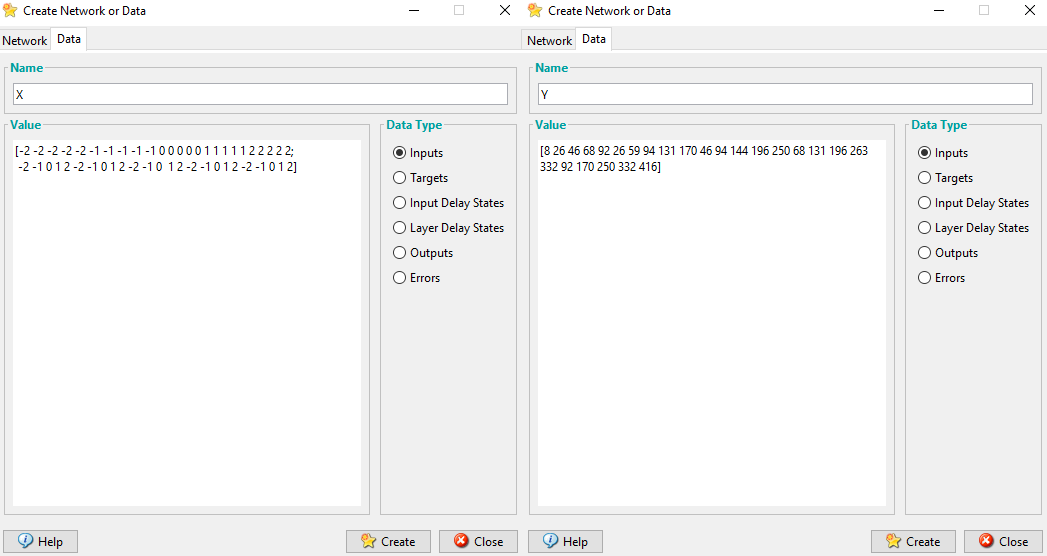 Create Network or Data
Network Data
Name
X
Value
[-2 -2 -2 -2 -2 -1 -1 -1 -1 -1 0 0 0 0 0 1 1 1 1 1 2 2 2 2 2;
-2 -1 0 1 2 -2 -1 0 1 2 -2 -1 0 1 2 -2 -1 0 1 2 -2 -1 0 1 2]
Data Type
Inputs
Targets
Input Delay States
Layer Delay States
Outputs
Errors
Help
Create
Close
Create Network or Data
Network Data
Name
Y
Value
[8 26 46 68 92 26 59 94 131 170 46 94 144 196 250 68 131 196 263
332 92 170 250 332 416]
Data Type
Inputs
Targets
Input Delay States
Layer Delay States
Outputs
Errors
Help
Create
Close